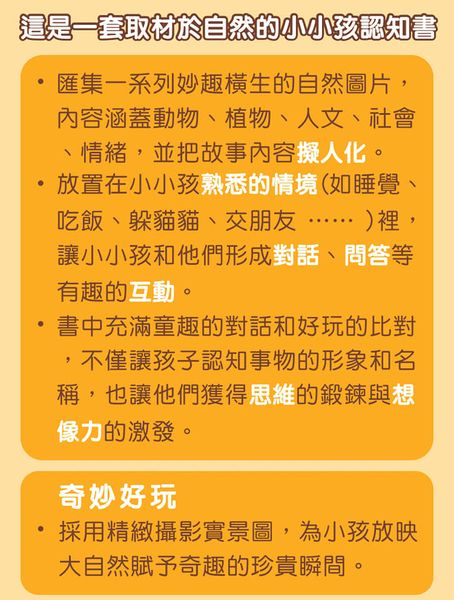 這是一套取材於自然的小小孩認知書
• 匯集一系列妙趣橫生的自然圖片，
內容涵蓋動物、植物、人文、社會
、情緒，並把故事內容擬人化。
• 放置在小小孩熟悉的情境(如睡覺、
吃飯、躲貓貓、交朋友 …… )裡，
讓小小孩和他們形成對話、問答等
有趣的互動。
• 書中充滿童趣的對話和好玩的比對
，不僅讓孩子認知事物的形象和名
稱，也讓他們獲得思維的鍛鍊與想
像力的激發。
奇妙好玩
• 採用精緻攝影實景圖，為小孩放映
大自然賦予奇趣的珍貴瞬間。